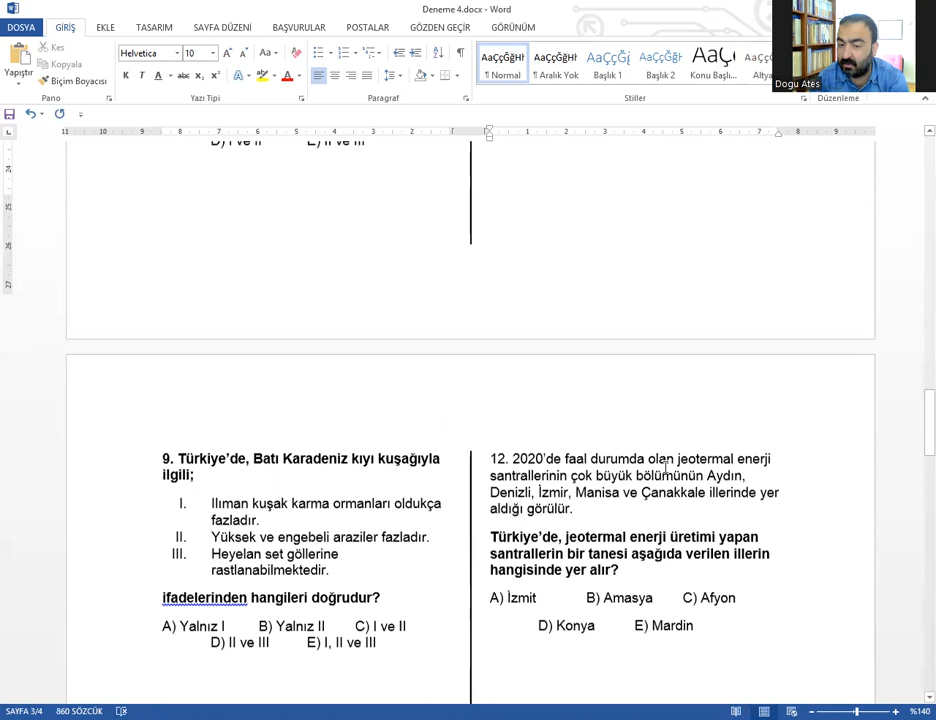 Deneme 4.docx - Word
DOSYA GİRİŞ EKLE TASARIM SAYFA DÜZENİ BAŞVURULAR POSTALAR GÖZDEN GEÇİR GÖRÜNÜM
Yapıştır
Kes
Kopyala
Biçim Boyacısı
Helvetica 10
AaÇçĞğHl AaÇçĞğHl AaÇçĞğ AaÇçĞğH
¶ Normal ¶ Aralık Yok Başlık 1 Başlık 2 Konu Başl... Altya
Pano Yazı Tipi Paragraf Stiller Düzenleme
Dogu Ates
D) I ve II E) II ve III
9. Türkiye’de, Batı Karadeniz kıyı kuşağıyla
ilgili;
I. Ilıman kuşak karma ormanları oldukça
fazladır.
II. Yüksek ve engebeli araziler fazladır.
III. Heyelan set göllerine
rastlanabilmektedir.
ifadelerinden hangileri doğrudur?
A) Yalnız I B) Yalnız II C) I ve II
D) II ve III E) I, II ve III
12. 2020’de faal durumda olan jeotermal enerji
santrallerinin çok büyük bölümünün Aydın,
Denizli, İzmir, Manisa ve Çanakkale illerinde yer
aldığı görülür.
Türkiye’de, jeotermal enerji üretimi yapan
santrallerin bir tanesi aşağıda verilen illerin
hangisinde yer alır?
A) İzmit B) Amasya C) Afyon
D) Konya E) Mardin
SAYFA 3/4 860 SÖZCÜK %140